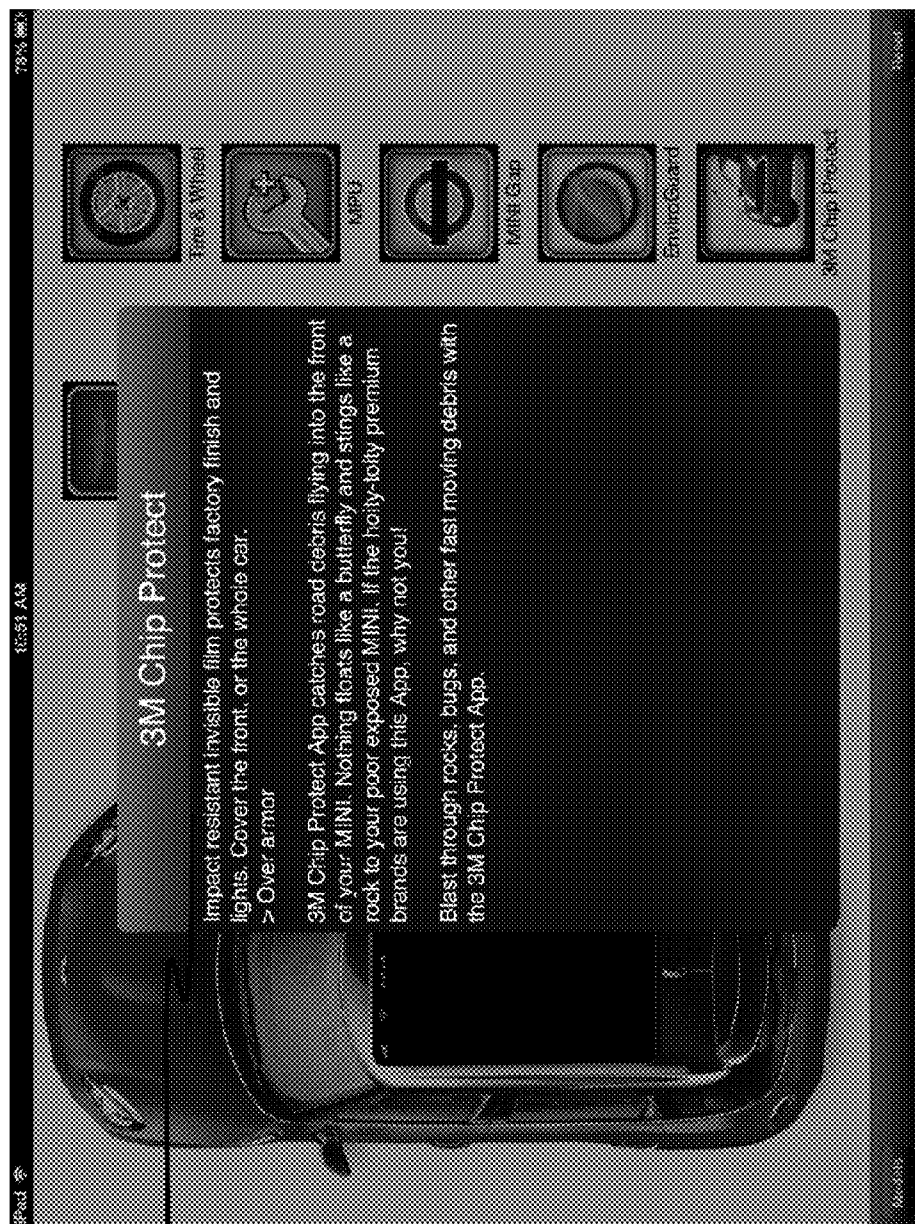 iPad
10:51 AM
78%
3M Chip Protect
Impact resistant invisible film protects factory finish and
lights. Cover the front, or the whole car.
> Over armor
3M Chip Protect App catches road debris flying into the front
of your MINI. Nothing floats like a butterfly and stings like a
rock to your poor exposed MINI. If the hoity-toity premium
brands are using this App, why not you!
Blast through rocks, bugs, and other fast moving debris with
the 3M Chip Protect App.
Tire & Wheel
MPU
MINI Gap
EnviroGuard
3M Chip Protect